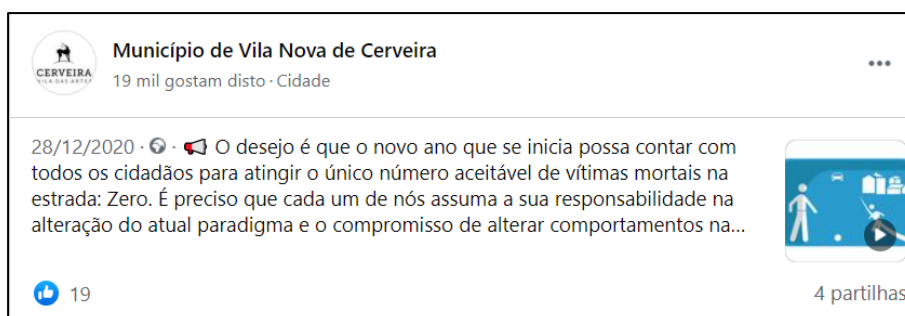 Município de Vila Nova de Cerveira
CERVEIRA
VILA DAS ARTES
19 mil gostam disto · Cidade
28/12/2020 · O desejo é que o novo ano que se inicia possa contar com
todos os cidadãos para atingir o único número aceitável de vítimas mortais na
estrada: Zero. É preciso que cada um de nós assuma a sua responsabilidade na
alteração do atual paradigma e o compromisso de alterar comportamentos na...
19
4 partilhas